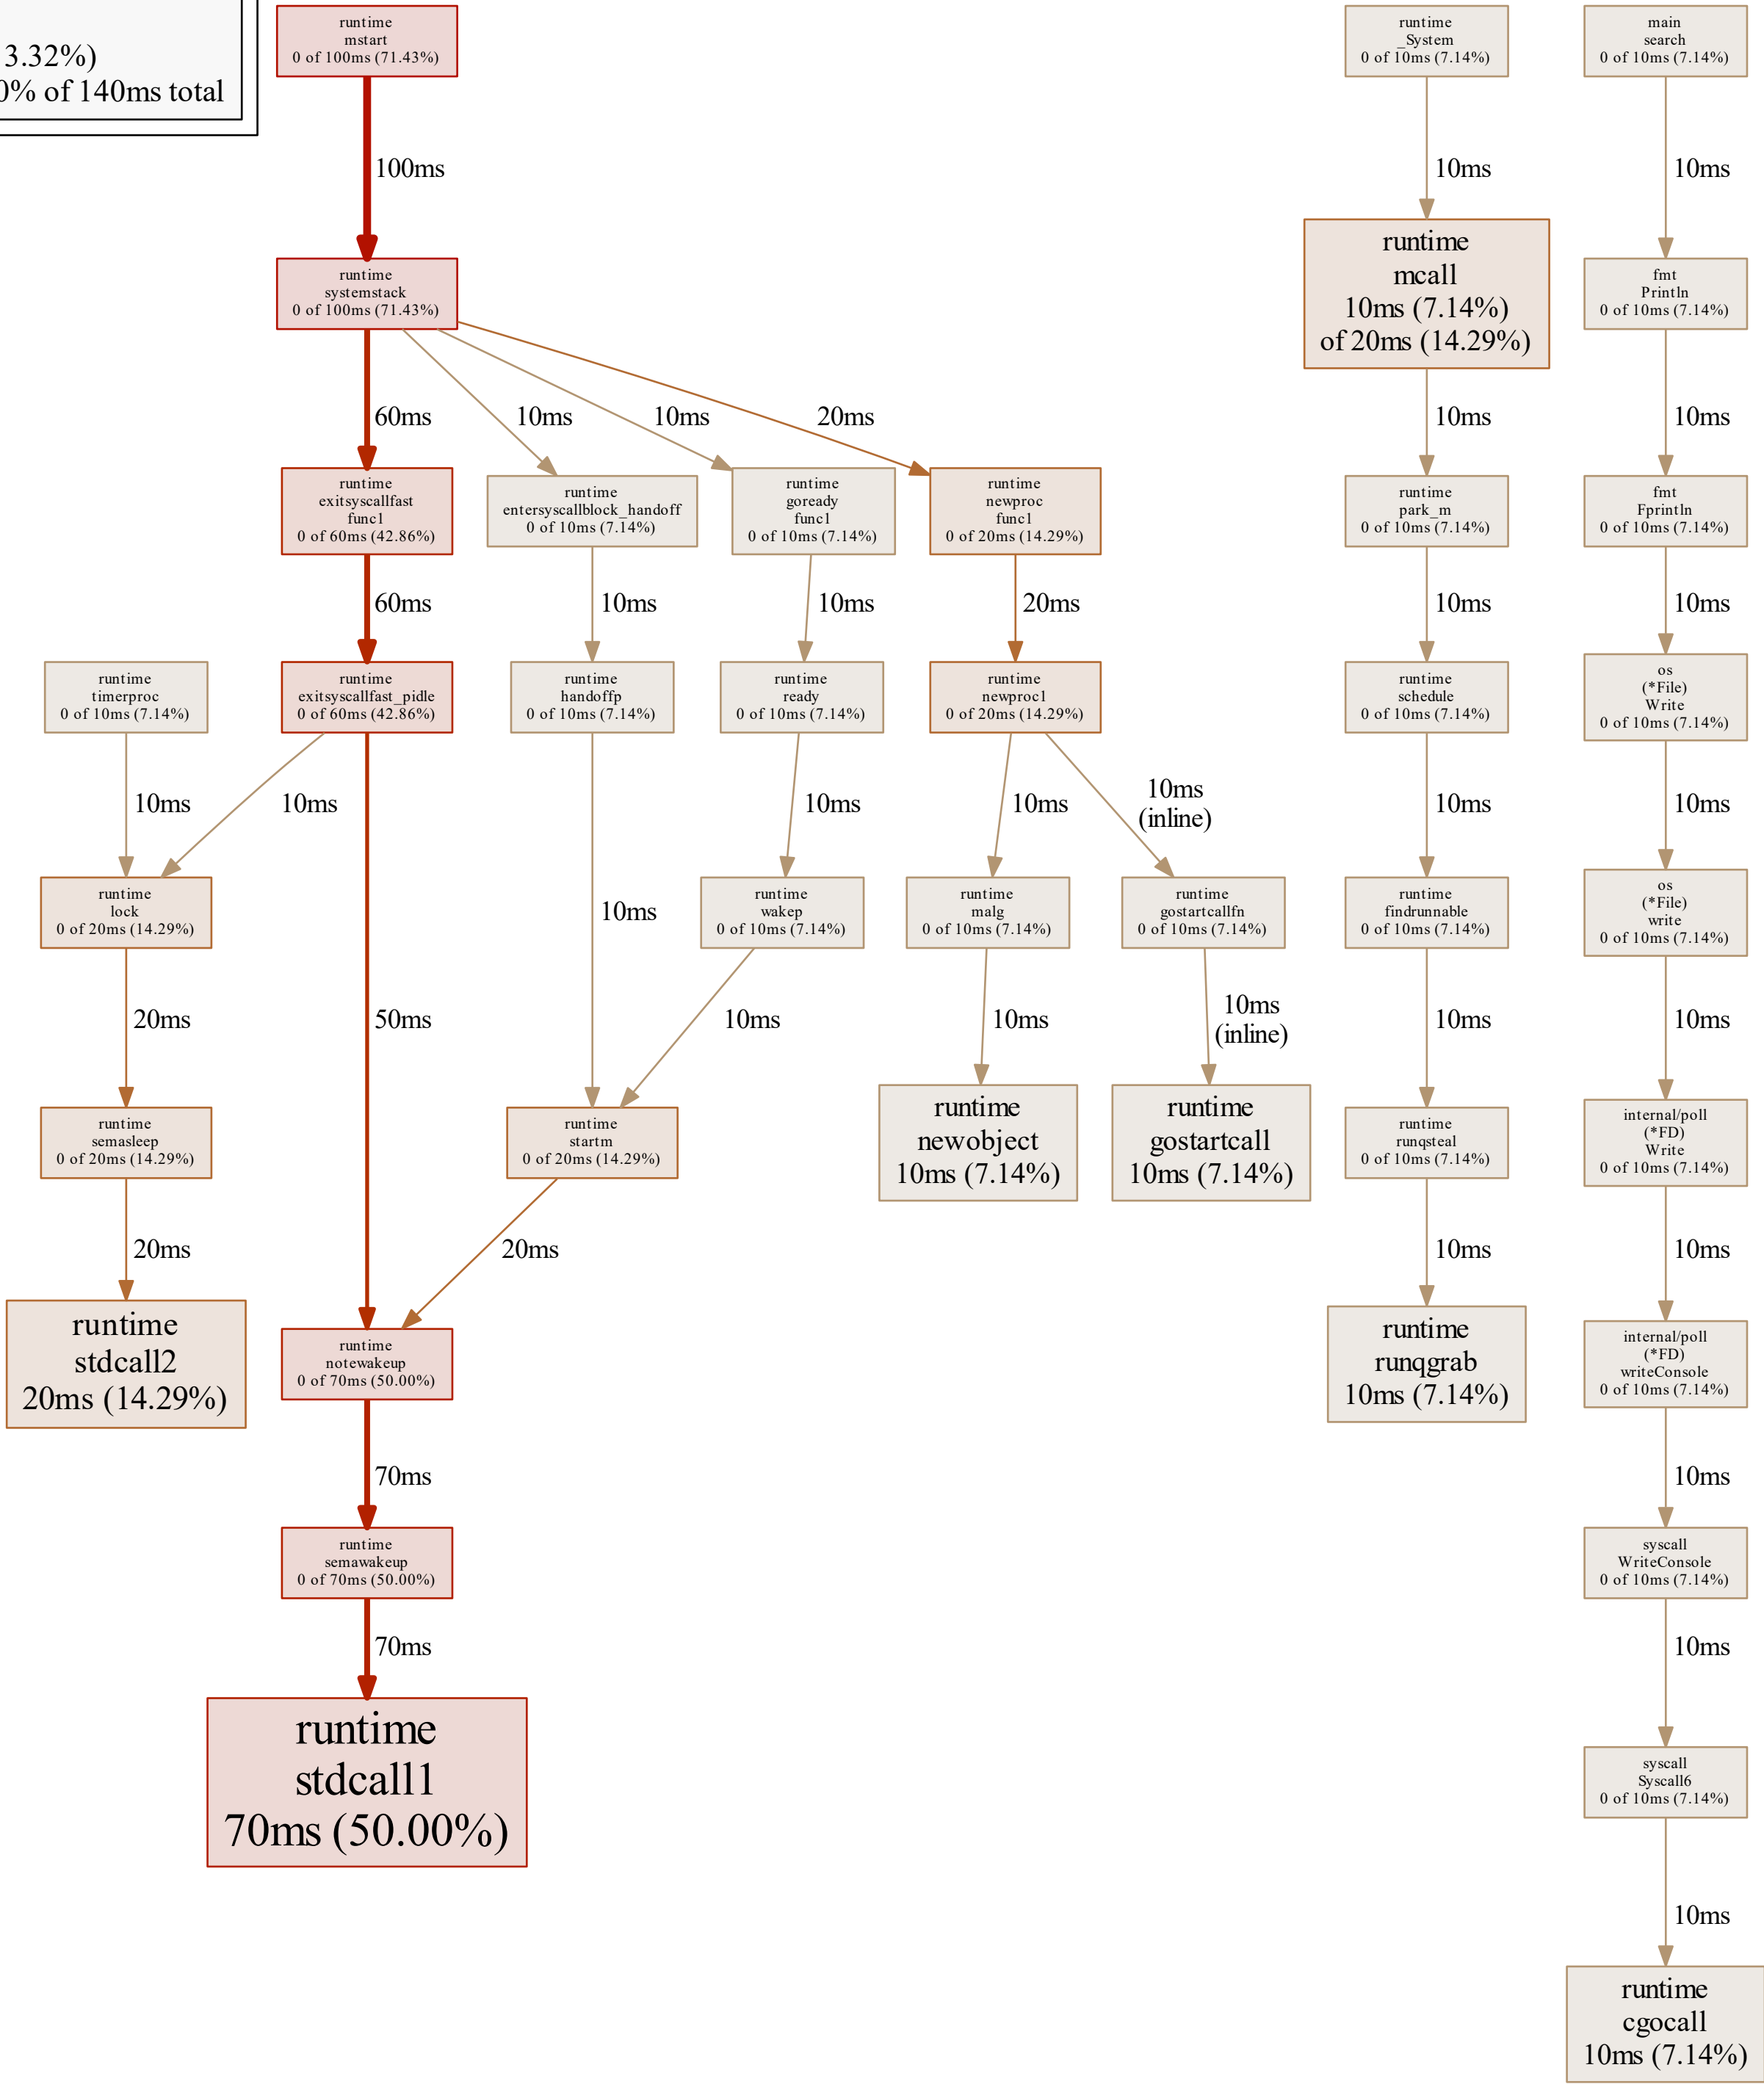 3.32%)
0% of 140ms total
runtime
mstart
0 of 100ms (71.43%)
runtime
_System
0 of 10ms (7.14%)
main
search
0 of 10ms (7.14%)
100ms
10ms
10ms
runtime
systemstack
0 of 100ms (71.43%)
runtime
mcall
10ms (7.14%)
of 20ms (14.29%)
fmt
Println
0 of 10ms (7.14%)
60ms
10ms
10ms
20ms
10ms
10ms
runtime
exitsyscallfast
func1
0 of 60ms (42.86%)
runtime
entersyscallblock_handoff
0 of 10ms (7.14%)
runtime
goready
func1
0 of 10ms (7.14%)
runtime
newproc
func1
0 of 20ms (14.29%)
runtime
park_m
0 of 10ms (7.14%)
fmt
Fprintln
0 of 10ms (7.14%)
60ms
10ms
10ms
20ms
10ms
10ms
runtime
timerproc
0 of 10ms (7.14%)
runtime
exitsyscallfast_pidle
0 of 60ms (42.86%)
runtime
handoffp
0 of 10ms (7.14%)
runtime
ready
0 of 10ms (7.14%)
runtime
newproc1
0 of 20ms (14.29%)
runtime
schedule
0 of 10ms (7.14%)
os
(*File)
Write
0 of 10ms (7.14%)
10ms
10ms
10ms
10ms
10ms
(inline)
10ms
10ms
runtime
lock
0 of 20ms (14.29%)
10ms
runtime
wakep
0 of 10ms (7.14%)
runtime
malg
0 of 10ms (7.14%)
runtime
gostartcallfn
0 of 10ms (7.14%)
runtime
findrunnable
0 of 10ms (7.14%)
os
(*File)
write
0 of 10ms (7.14%)
20ms
50ms
10ms
10ms
10ms
(inline)
10ms
10ms
runtime
semasleep
0 of 20ms (14.29%)
runtime
startm
0 of 20ms (14.29%)
runtime
newobject
10ms (7.14%)
runtime
gostartcall
10ms (7.14%)
runtime
runqsteal
0 of 10ms (7.14%)
internal/poll
(*FD)
Write
0 of 10ms (7.14%)
20ms
20ms
10ms
10ms
runtime
stdcall2
20ms (14.29%)
runtime
notewakeup
0 of 70ms (50.00%)
runtime
runqgrab
10ms (7.14%)
internal/poll
(*FD)
writeConsole
0 of 10ms (7.14%)
70ms
10ms
runtime
semawakeup
0 of 70ms (50.00%)
syscall
WriteConsole
0 of 10ms (7.14%)
70ms
10ms
runtime
stdcall1
70ms (50.00%)
syscall
Syscall6
0 of 10ms (7.14%)
10ms
runtime
cgocall
10ms (7.14%)